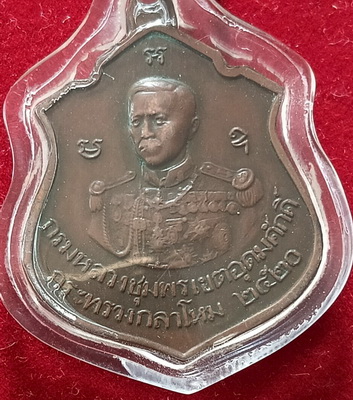 กรมหลวงชุมพรเขตอุดมศักดิ์
กระทรวงกลาโหม ๒๕๒๐